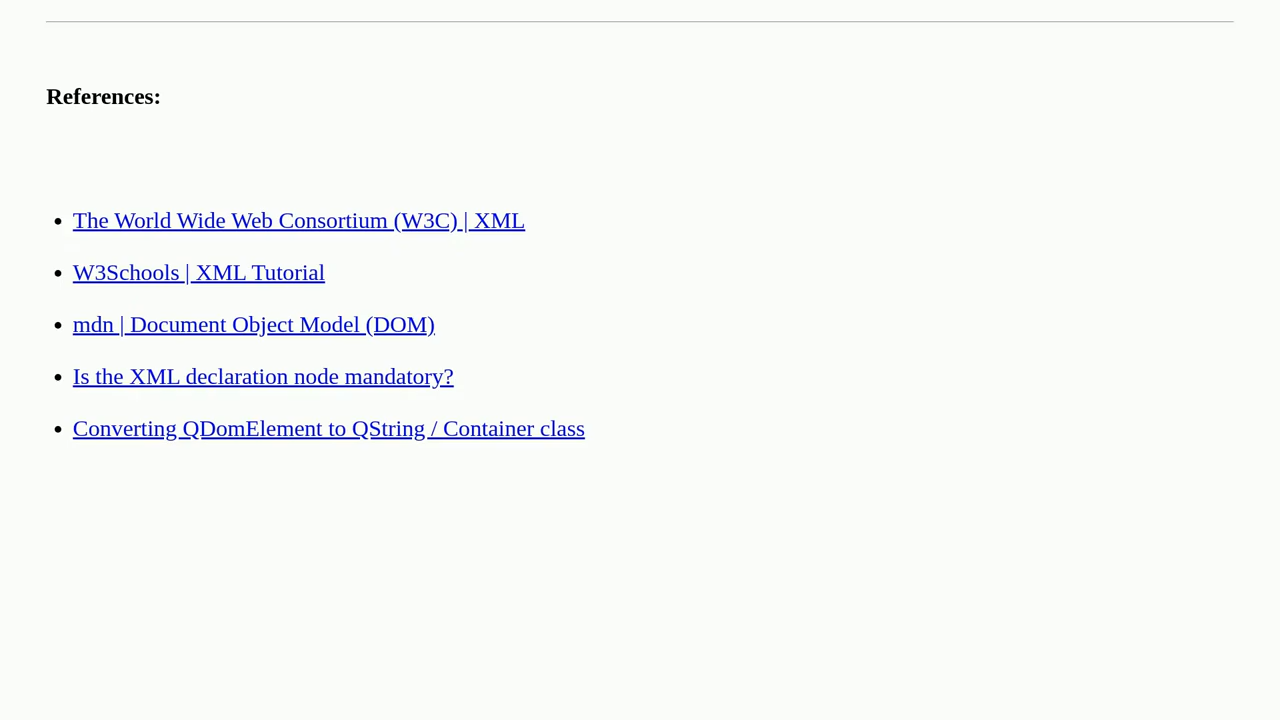 References:
The World Wide Web Consortium (W3C) | XML
W3Schools | XML Tutorial
mdn | Document Object Model (DOM)
Is the XML declaration node mandatory?
Converting QDomElement to QString / Container class